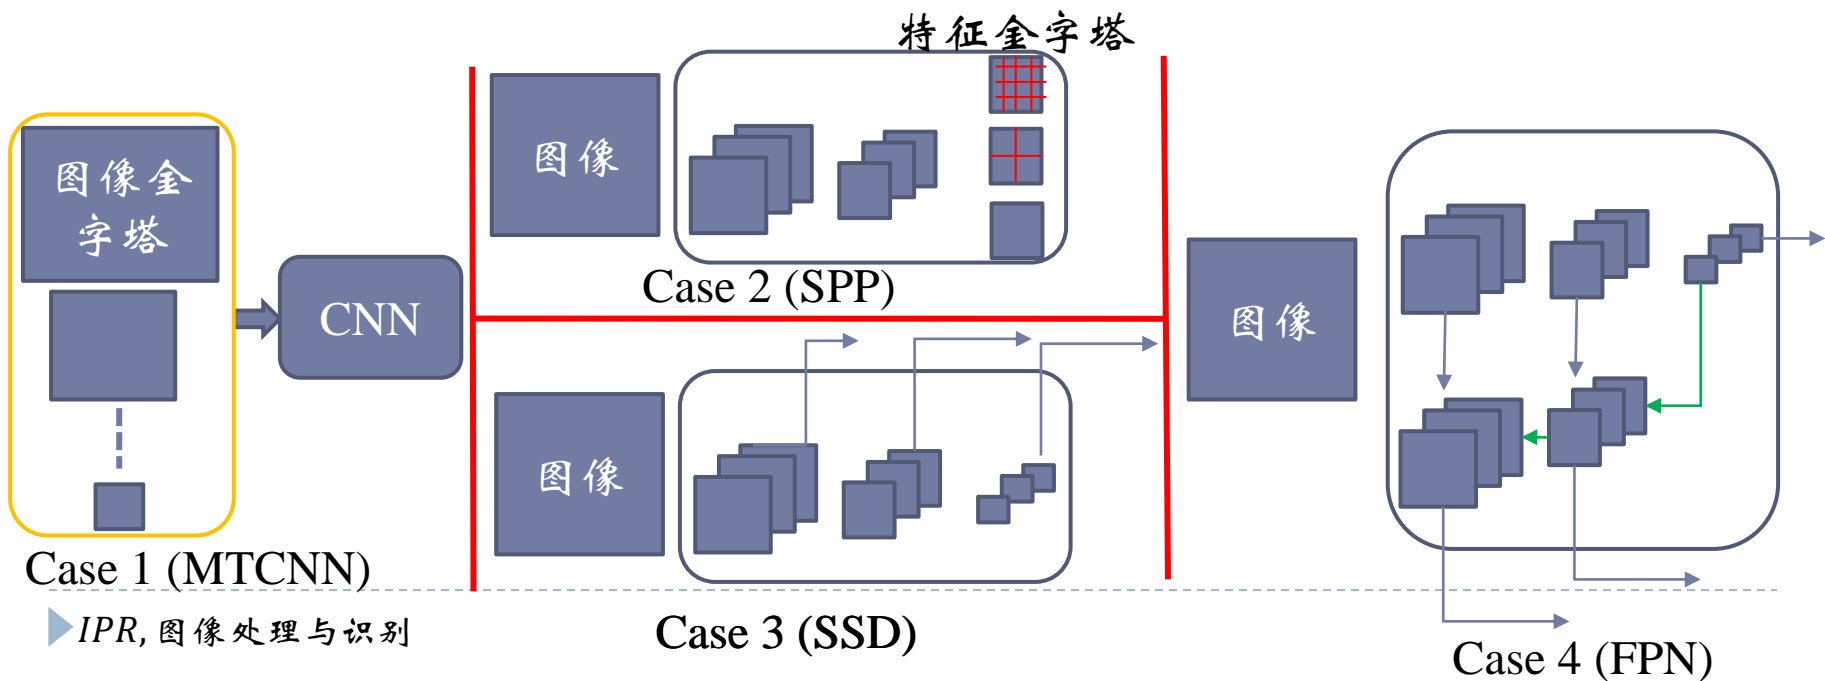 特征金字塔
图像金
字塔
CNN
Case 1 (MTCNN)
图像
Case 2 (SPP)
图像
Case 3 (SSD)
图像
Case 4 (FPN)
IPR, 图像处理与识别